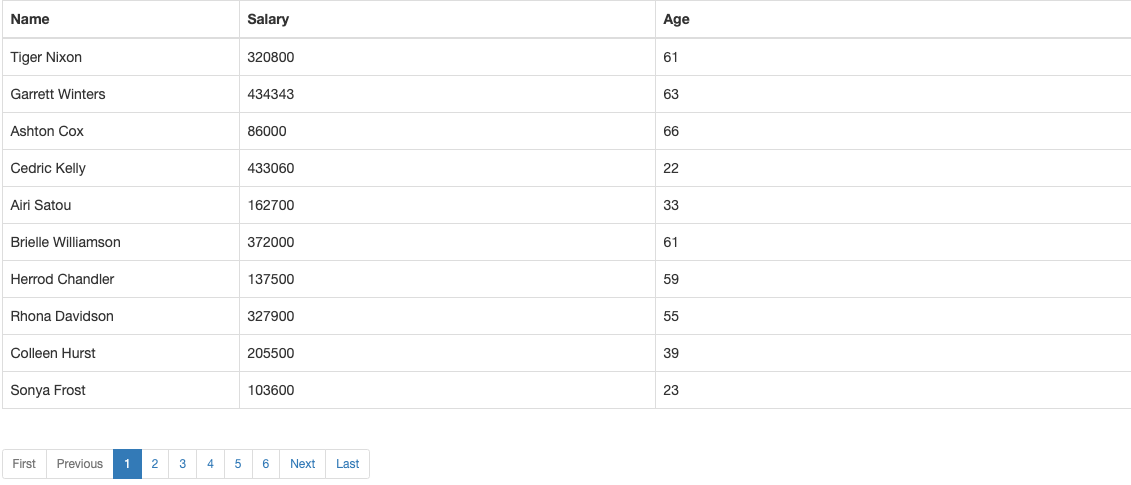 Name Salary Age
Tiger Nixon 320800 61
Garrett Winters 434343 63
Ashton Cox 86000 66
Cedric Kelly 433060 22
Airi Satou 162700 33
Brielle Williamson 372000 61
Herrod Chandler 137500 59
Rhona Davidson 327900 55
Colleen Hurst 205500 39
Sonya Frost 103600 23
First Previous 1 2 3 4 5 6 Next Last